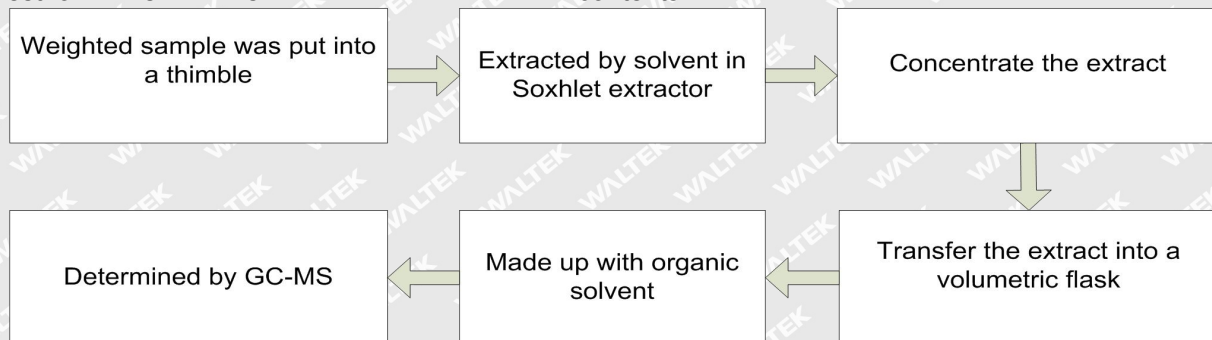 Weighted sample was put into
a thimble
Extracted by solvent in
Soxhlet extractor
Concentrate the extract
Transfer the extract into a
volumetric flask
Made up with organic
solvent
Determined by GC-MS
WALTEK